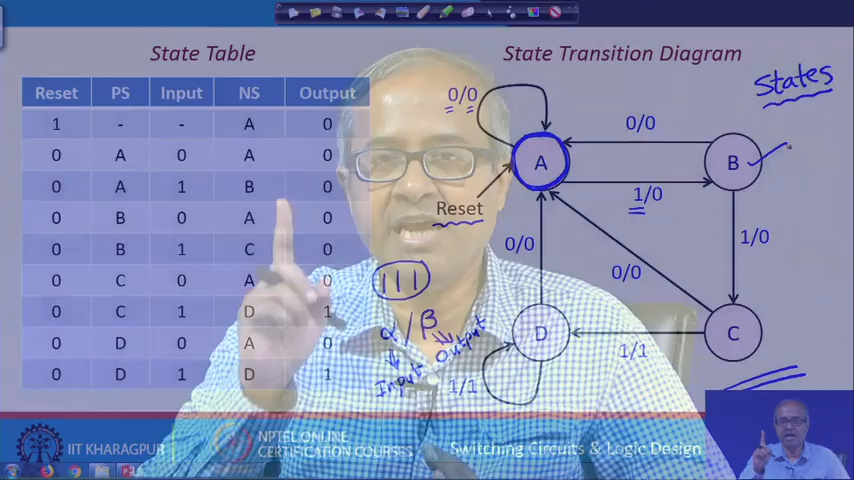 State Table
State Transition Diagram
States
Reset PS Input NS Output
1 - - A 0
0 A 0 A 0
0 A 1 B 0
0 B 0 A 0
0 B 1 C 0
0 C 0 A 0
0 C 1 D 1
0 D 0 A 0
0 D 1 D 1
0/0
0/0
A
B
1/0
Reset
0/0
1/0
0/0
111
α/β
Input
Output
D
C
1/1
1/1
IIT KHARAGPUR
NPTEL ONLINE
CERTIFICATION COURSES
Switching Circuits & Logic Design